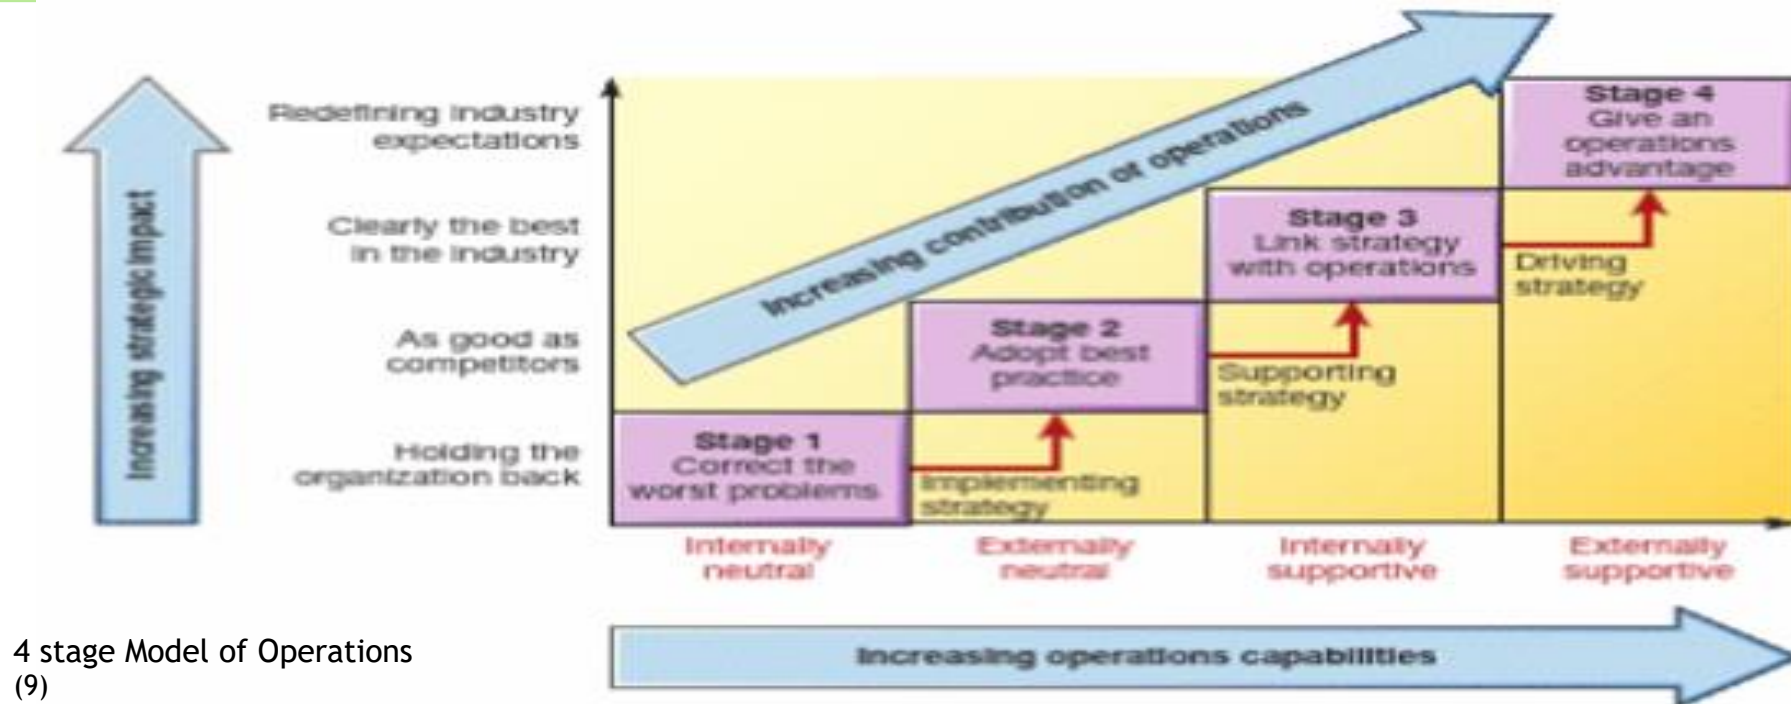 Increasing strategic impact
Redefining industry
expectations
Clearly the best
in the industry
As good as
competitors
Holding the
organization back
Increasing contribution of operations
Stage 1
Correct the
worst problems
Implementing
strategy
Stage 2
Adopt best
practice
Supporting
strategy
Stage 3
Link strategy
with operations
Driving
strategy
Stage 4
Give an
operations
advantage
Internally
neutral
Externally
neutral
Internally
supportive
Externally
supportive
Increasing operations capabilities
4 stage Model of Operations
(9)